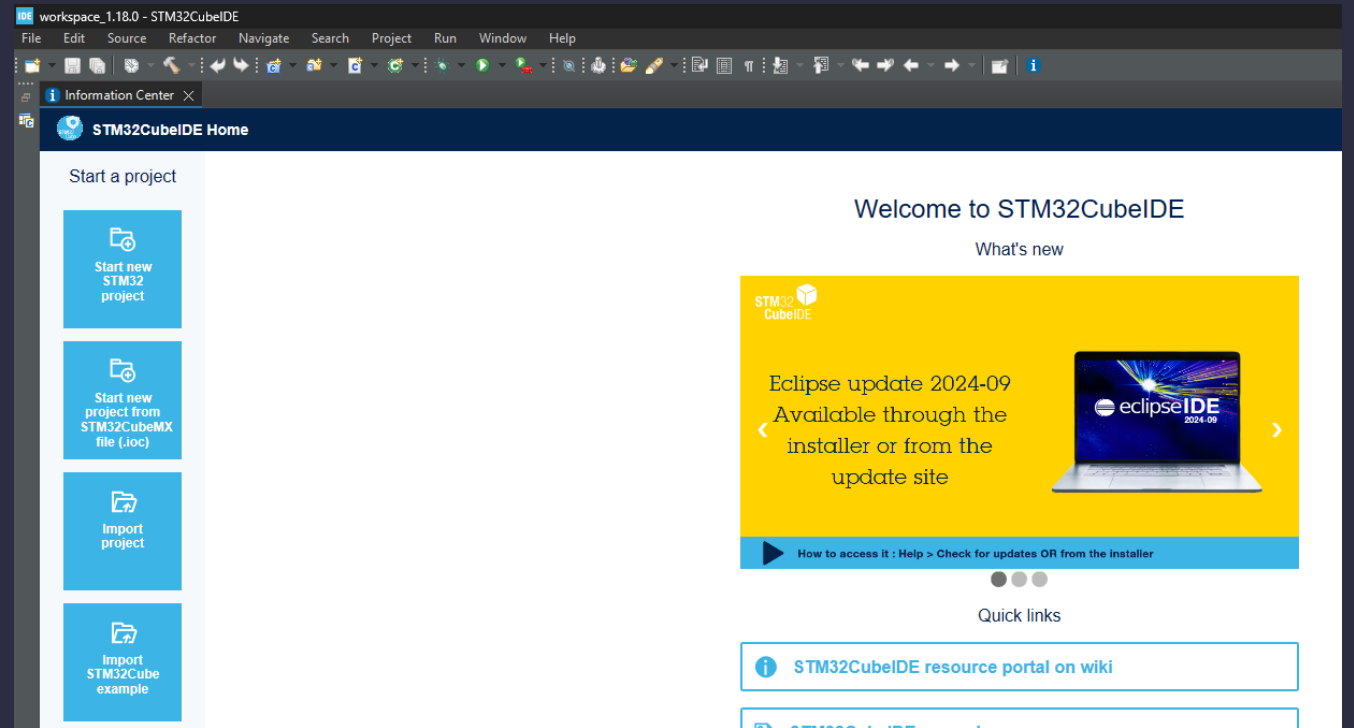 IDE workspace_1.18.0 - STM32CubeIDE
File Edit Source Refactor Navigate Search Project Run Window Help
Information Center
STM32CubeIDE Home
Start a project
Start new
STM32
project
Start new
project from
STM32CubeMX
file (.ioc)
Import
project
Import
STM32Cube
example
Welcome to STM32CubeIDE
What's new
STM32
CubeIDE
Eclipse update 2024-09
Available through the
installer or from the
update site
eclipseIDE
2024-09
How to access it : Help > Check for updates OR from the installer
Quick links
STM32CubeIDE resource portal on wiki